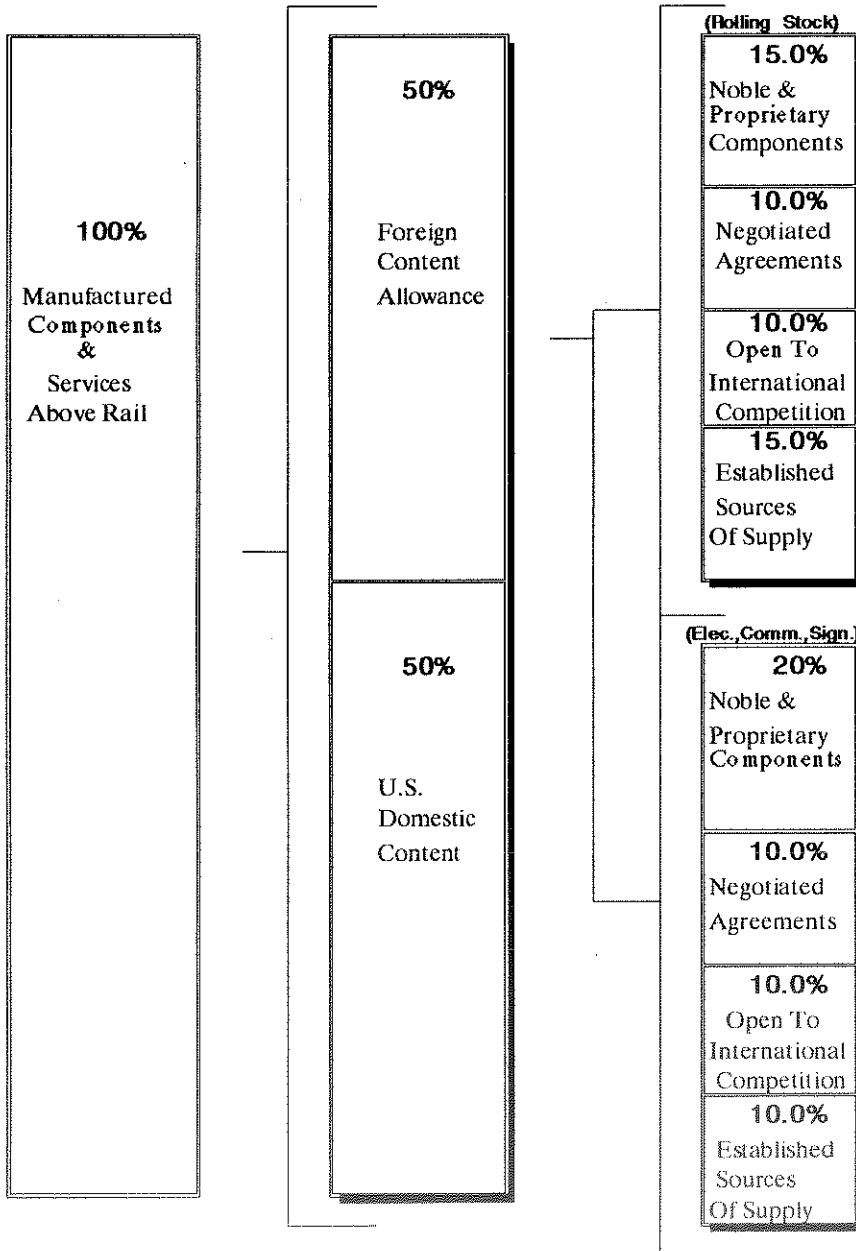 100%
Manufactured
Components
&
Services
Above Rail
50%
Foreign
Content
Allowance
50%
U.S.
Domestic
Content
(Rolling Stock)
15.0%
Noble &
Proprietary
Components
10.0%
Negotiated
Agreements
10.0%
Open To
International
Competition
15.0%
Established
Sources
Of Supply
(Elec.,Comm.,Sign.)
20%
Noble &
Proprietary
Components
10.0%
Negotiated
Agreements
10.0%
Open To
International
Competition
10.0%
Established
Sources
Of Supply